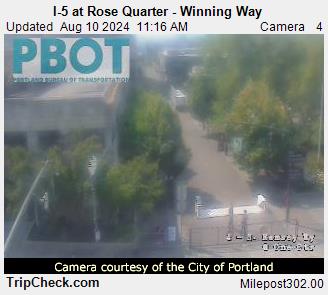 I-5 at Rose Quarter - Winning Way
Updated Aug 10 2024 11:16 AM Camera 4
PBOT
PORTLAND BUREAU OF TRANSPORTATION
Camera courtesy of the City of Portland
TripCheck.com Milepost302.00